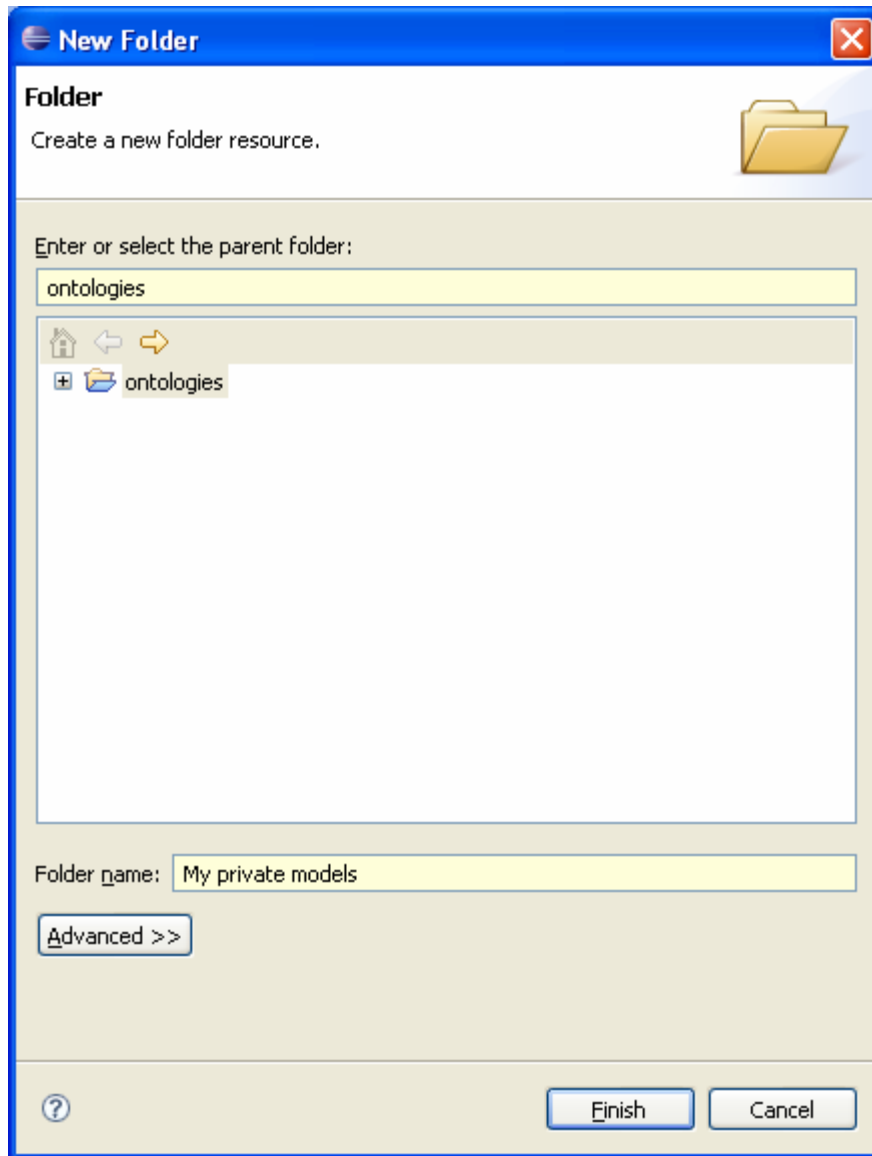 New Folder
Folder
Create a new folder resource.
Enter or select the parent folder:
ontologies
ontologies
Folder name: My private models
Advanced >>
Finish Cancel